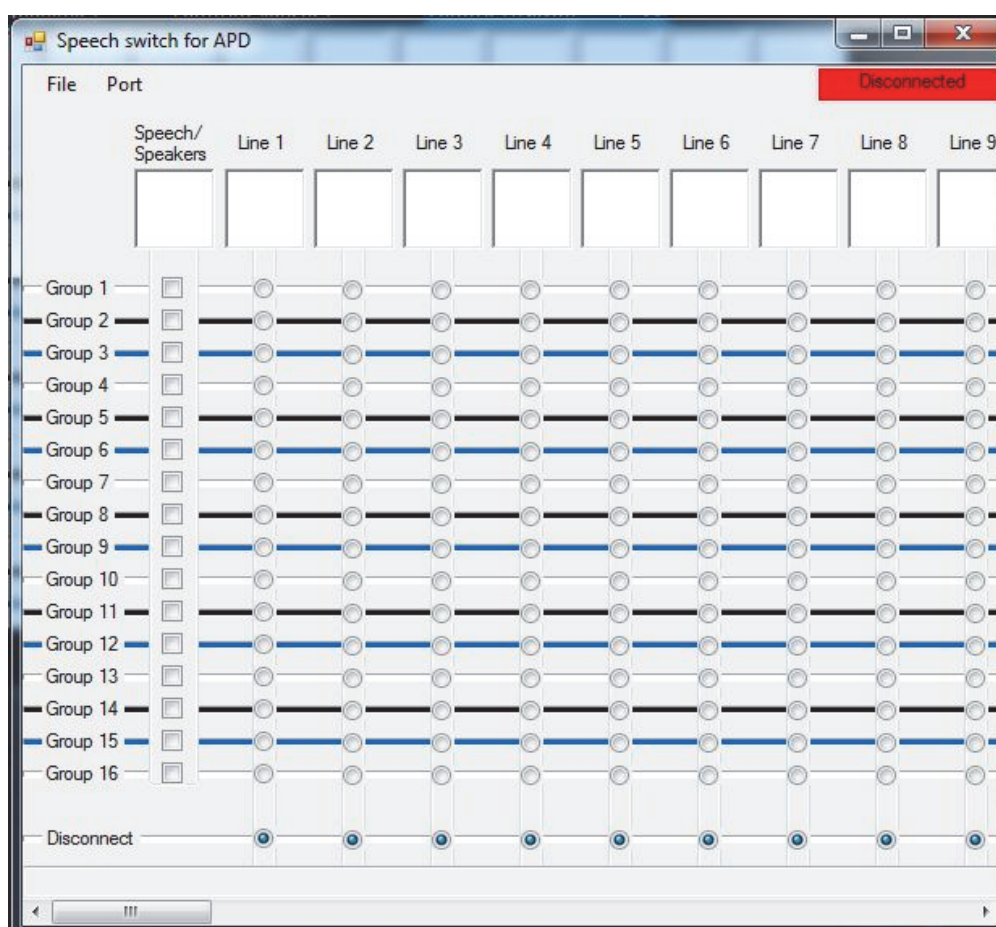 Speech switch for APD
File Port
Disconnected
Speech/
Speakers
Line 1 Line 2 Line 3 Line 4 Line 5 Line 6 Line 7 Line 8 Line 9
Group 1
Group 2
Group 3
Group 4
Group 5
Group 6
Group 7
Group 8
Group 9
Group 10
Group 11
Group 12
Group 13
Group 14
Group 15
Group 16
Disconnect